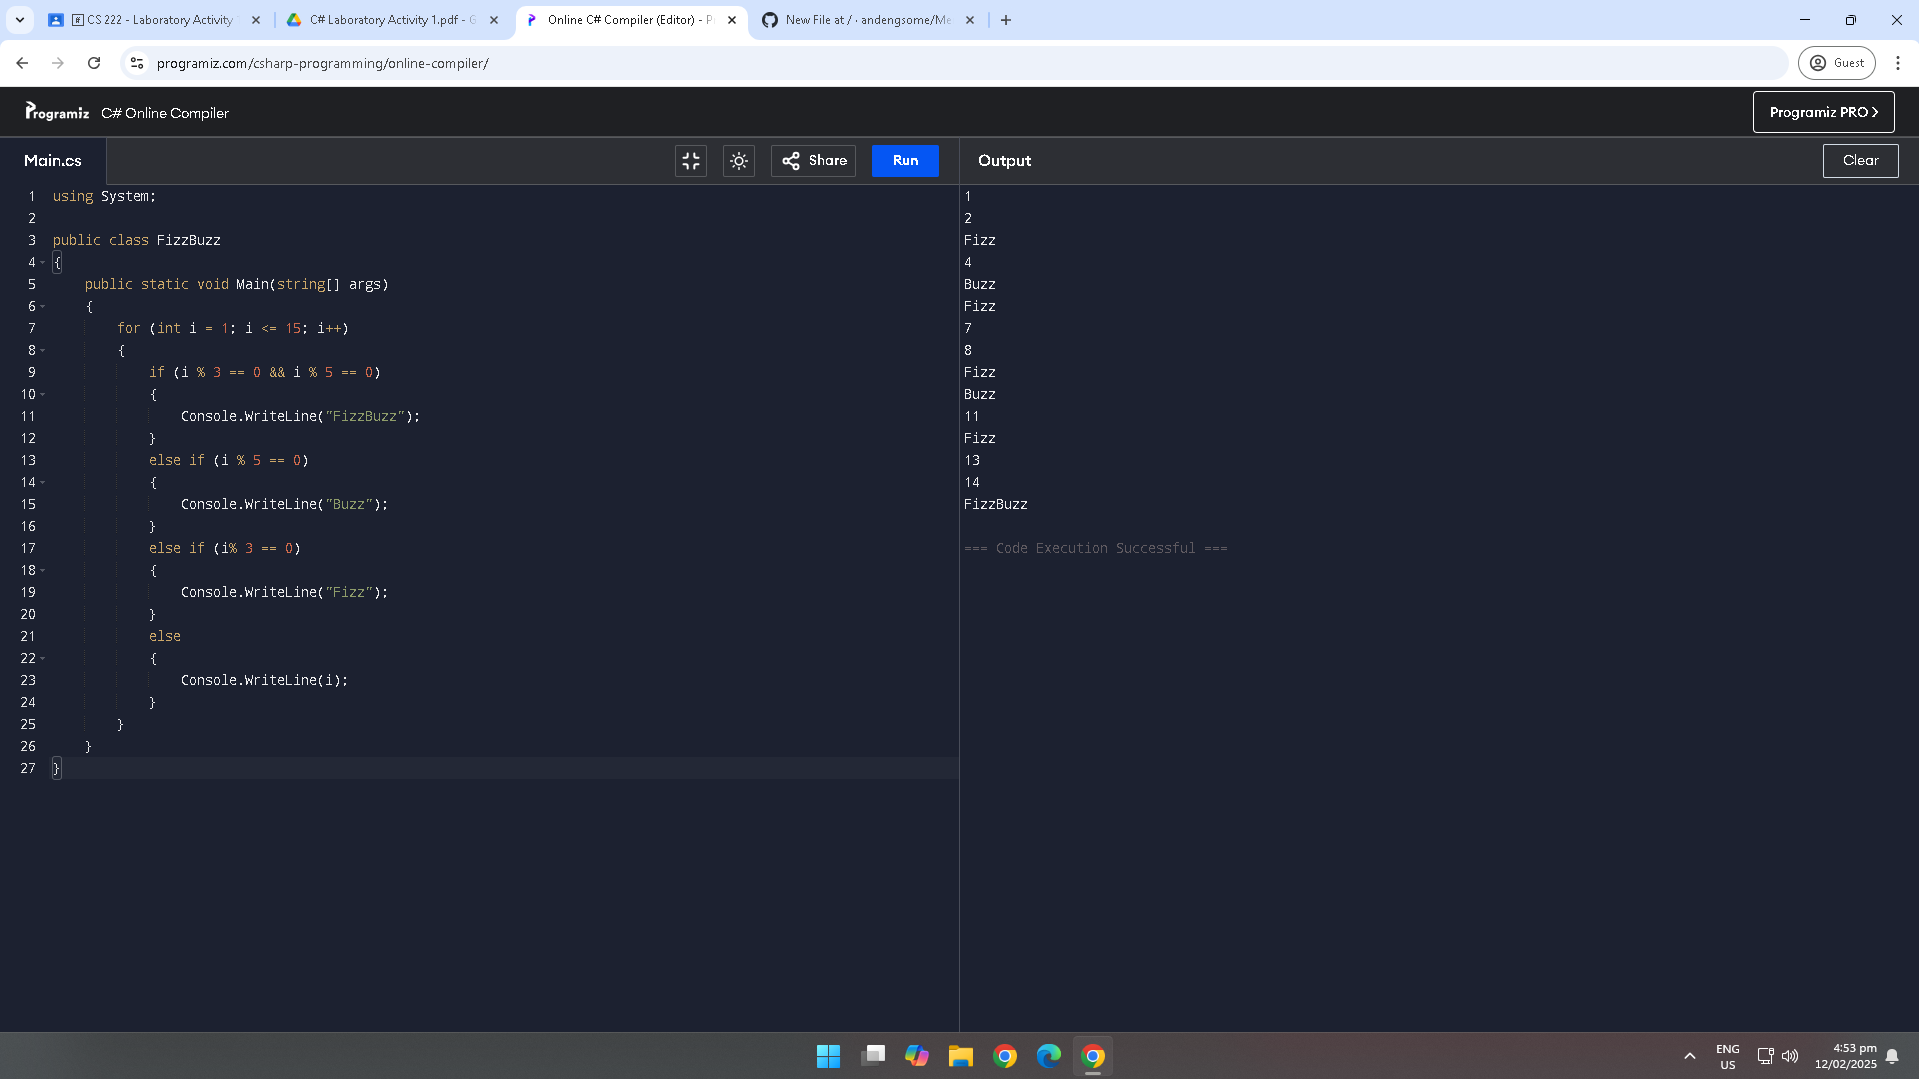 CS 222 - Laboratory Activity
C# Laboratory Activity 1.pdf - G
Online C# Compiler (Editor) - P
New File at / · andengsome/Me
programiz.com/csharp-programming/online-compiler/
Guest
Programiz C# Online Compiler
Programiz PRO
Main.cs
Share
Run
Output
Clear
1 using System;
2
3 public class FizzBuzz
4 {
5 public static void Main(string[] args)
6 {
7 for (int i = 1; i <= 15; i++)
8 {
9 if (i % 3 == 0 && i % 5 == 0)
10 {
11 Console.WriteLine("FizzBuzz");
12 }
13 else if (i % 5 == 0)
14 {
15 Console.WriteLine("Buzz");
16 }
17 else if (i% 3 == 0)
18 {
19 Console.WriteLine("Fizz");
20 }
21 else
22 {
23 Console.WriteLine(i);
24 }
25 }
26 }
27 }
1
2
Fizz
4
Buzz
Fizz
7
8
Fizz
Buzz
11
Fizz
13
14
FizzBuzz
=== Code Execution Successful ===
ENG
US
4:53 pm
12/02/2025